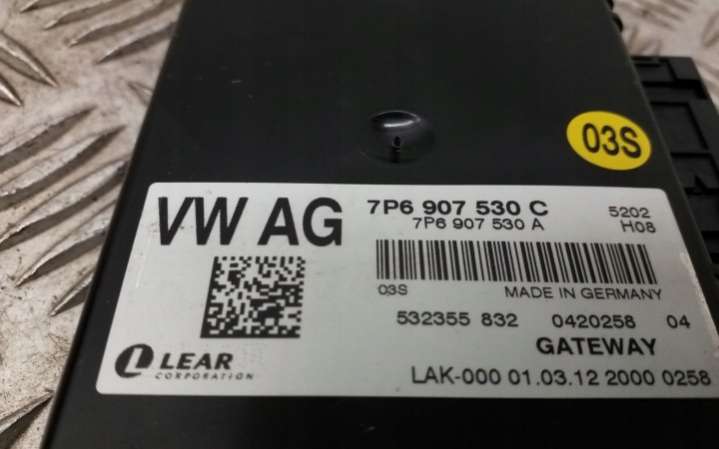 03S
VW AG
7P6 907 530 C
7P6 907 530 A
5202
H08
03S
MADE IN GERMANY
532355 832 0420258 04
GATEWAY
LEAR
CORPORATION
LAK-000 01.03.12 2000 0258